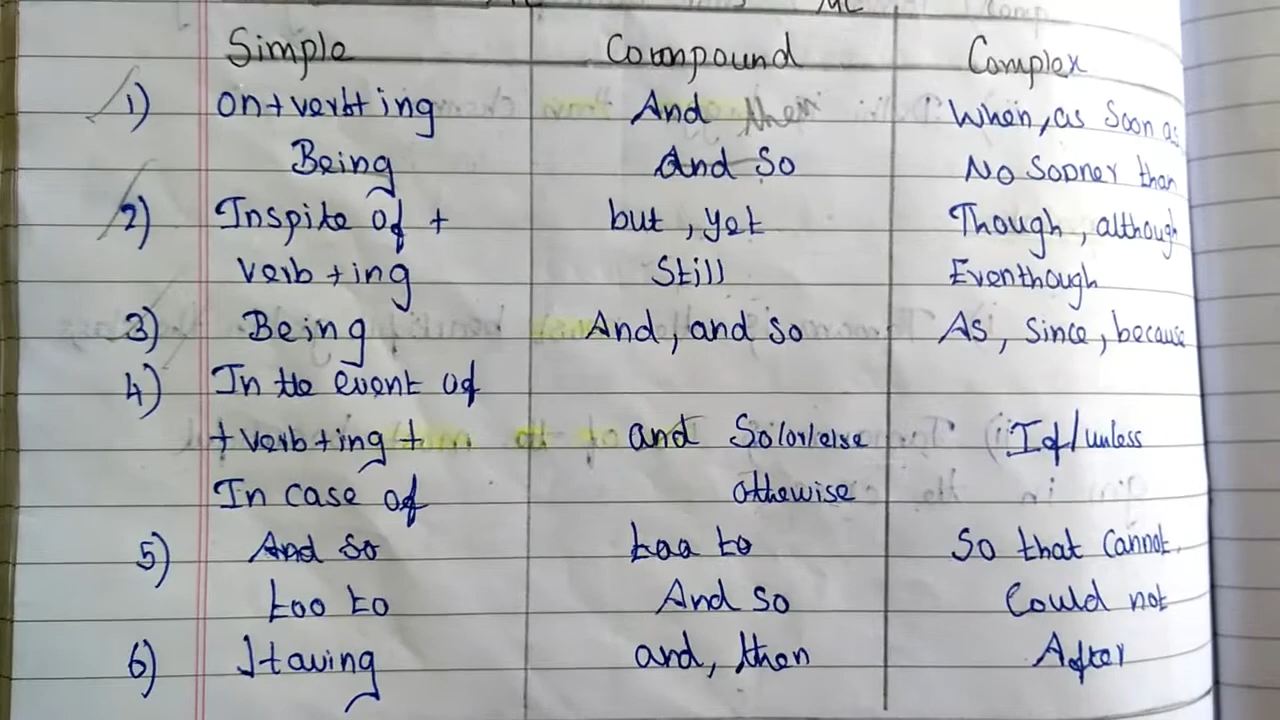 Simple Compound Complex
1) on+verb+ing And then When, as Soon as
Being And So No Sooner than
2) Inspite of + but, yet Though, although
verb +ing Still Eventhough
3) Being And, and so As, since, because
4) In the event of
+ verb +ing + and So/or/else If/unless
In case of othewise
5) And so too to So that Cannot.
too to And so Could not
6) Having and, then After